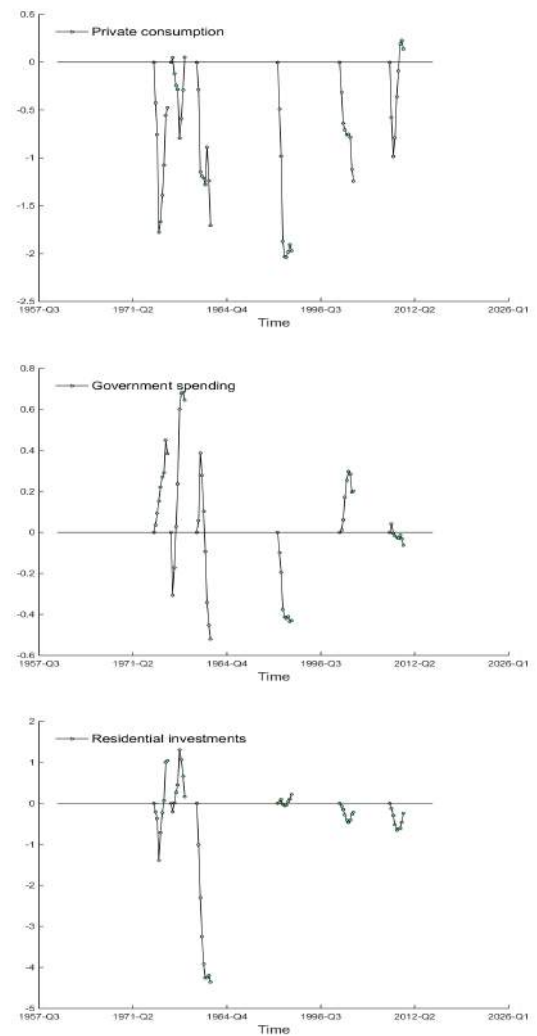 0.5
Private consumption
0
-0.5
-1
-1.5
-2
-2.5
1957-Q3 1971-Q2 1984-Q4 1998-Q3 2012-Q2 2026-Q1
Time
0.8
Government spending
0.6
0.4
0.2
0
-0.2
-0.4
-0.6
1957-Q3 1971-Q2 1984-Q4 1998-Q3 2012-Q2 2026-Q1
Time
2
Residential investments
1
0
-1
-2
-3
-4
-5
1957-Q3 1971-Q2 1984-Q4 1998-Q3 2012-Q2 2026-Q1
Time